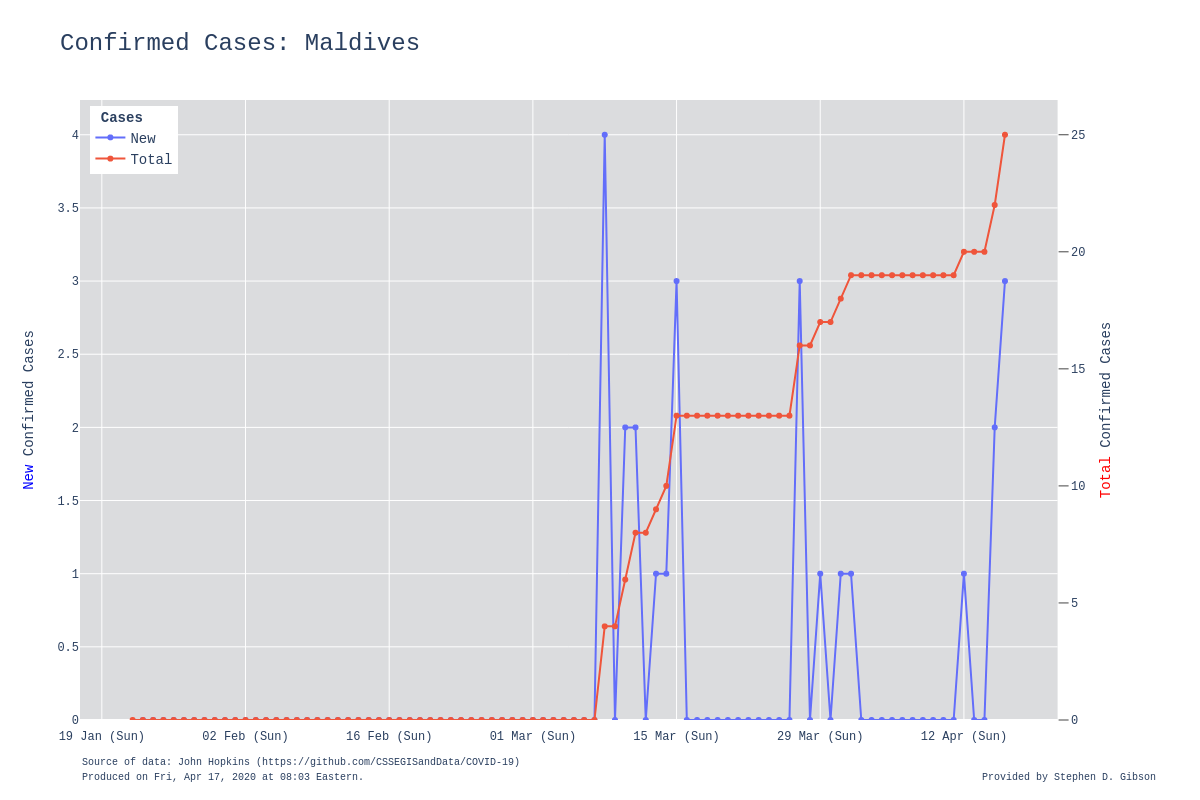 Confirmed Cases: Maldives
Cases
New
Total
4
3.5
3
2.5
2
1.5
1
0.5
0
New Confirmed Cases
25
20
15
10
5
0
Total Confirmed Cases
19 Jan (Sun) 02 Feb (Sun) 16 Feb (Sun) 01 Mar (Sun) 15 Mar (Sun) 29 Mar (Sun) 12 Apr (Sun)
Source of data: John Hopkins (https://github.com/CSSEGISandData/COVID-19)
Produced on Fri, Apr 17, 2020 at 08:03 Eastern.
Provided by Stephen D. Gibson